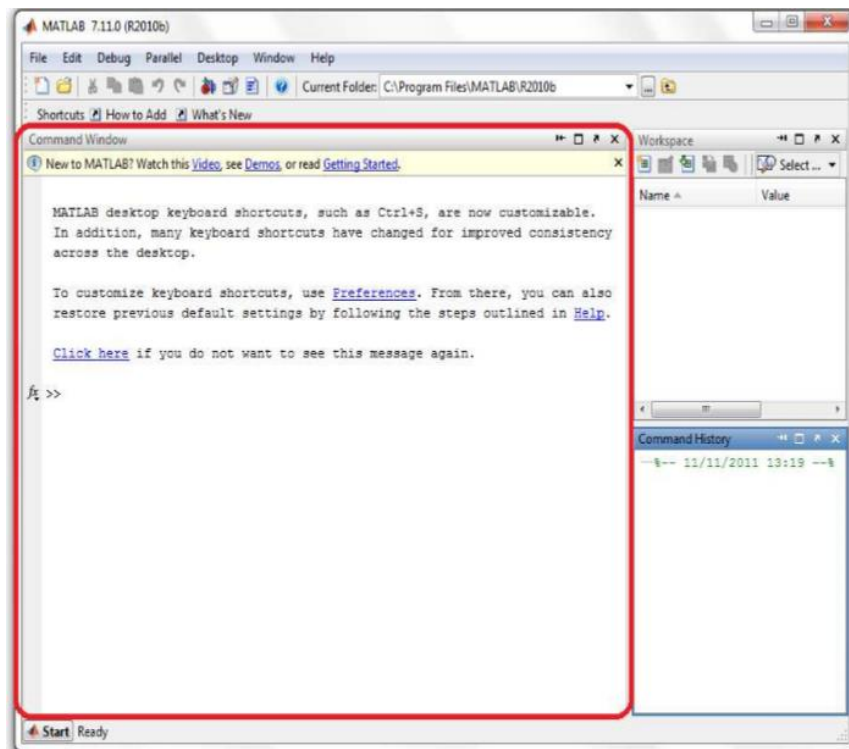 MATLAB 7.11.0 (R2010b)
File Edit Debug Parallel Desktop Window Help
Current Folder: C:\Program Files\MATLAB\R2010b
Shortcuts How to Add What's New
Command Window
New to MATLAB? Watch this Video, see Demos, or read Getting Started.
MATLAB desktop keyboard shortcuts, such as Ctrl+S, are now customizable.
In addition, many keyboard shortcuts have changed for improved consistency
across the desktop.
To customize keyboard shortcuts, use Preferences. From there, you can also
restore previous default settings by following the steps outlined in Help.
Click here if you do not want to see this message again.
fx >>
Workspace
Select ...
Name Value
Command History
%-- 11/11/2011 13:19 --%
Start Ready